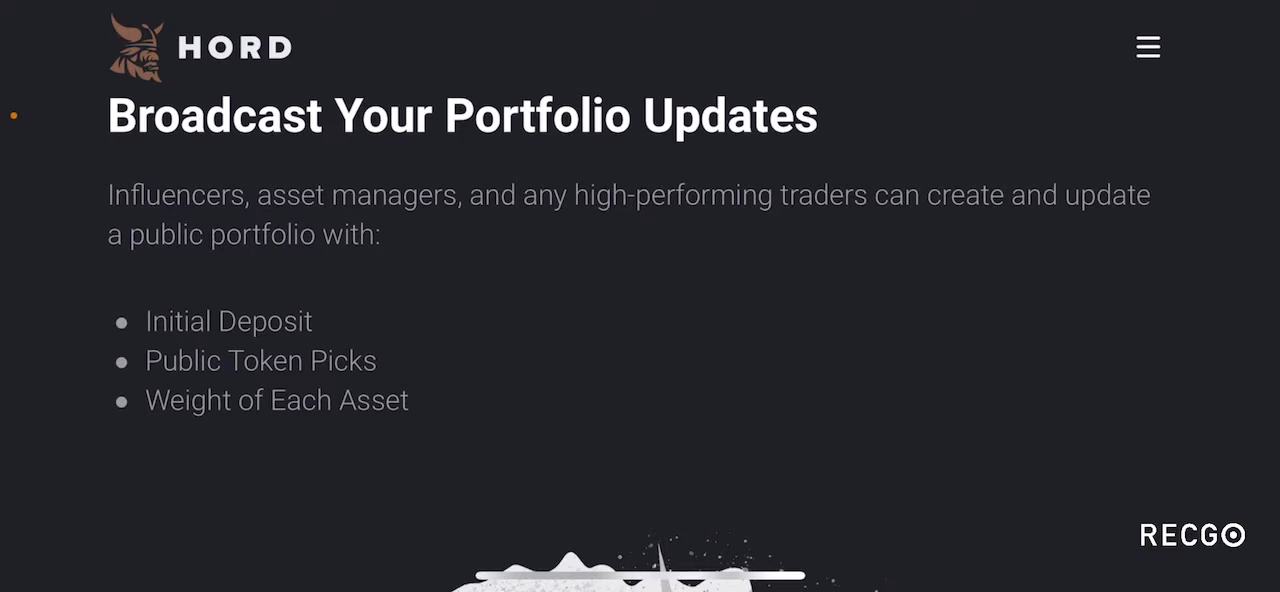 HORD
Broadcast Your Portfolio Updates
Influencers, asset managers, and any high-performing traders can create and update
a public portfolio with:
Initial Deposit
Public Token Picks
Weight of Each Asset
RECGO